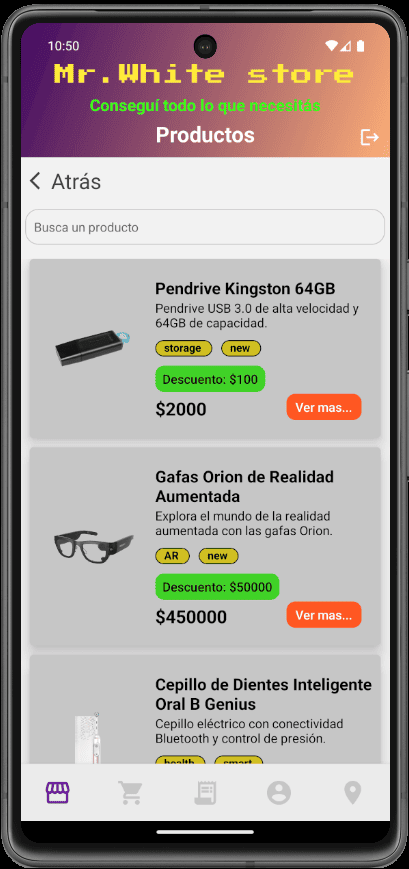 10:50
Mr.White store
Conseguí todo lo que necesitás
Productos
Atrás
Busca un producto
Pendrive Kingston 64GB
Pendrive USB 3.0 de alta velocidad y
64GB de capacidad.
storage new
Descuento: $100
$2000 Ver mas...
Gafas Orion de Realidad
Aumentada
Explora el mundo de la realidad
aumentada con las gafas Orion.
AR new
Descuento: $50000
$450000 Ver mas...
Cepillo de Dientes Inteligente
Oral B Genius
Cepillo eléctrico con conectividad
Bluetooth y control de presión.
health smart